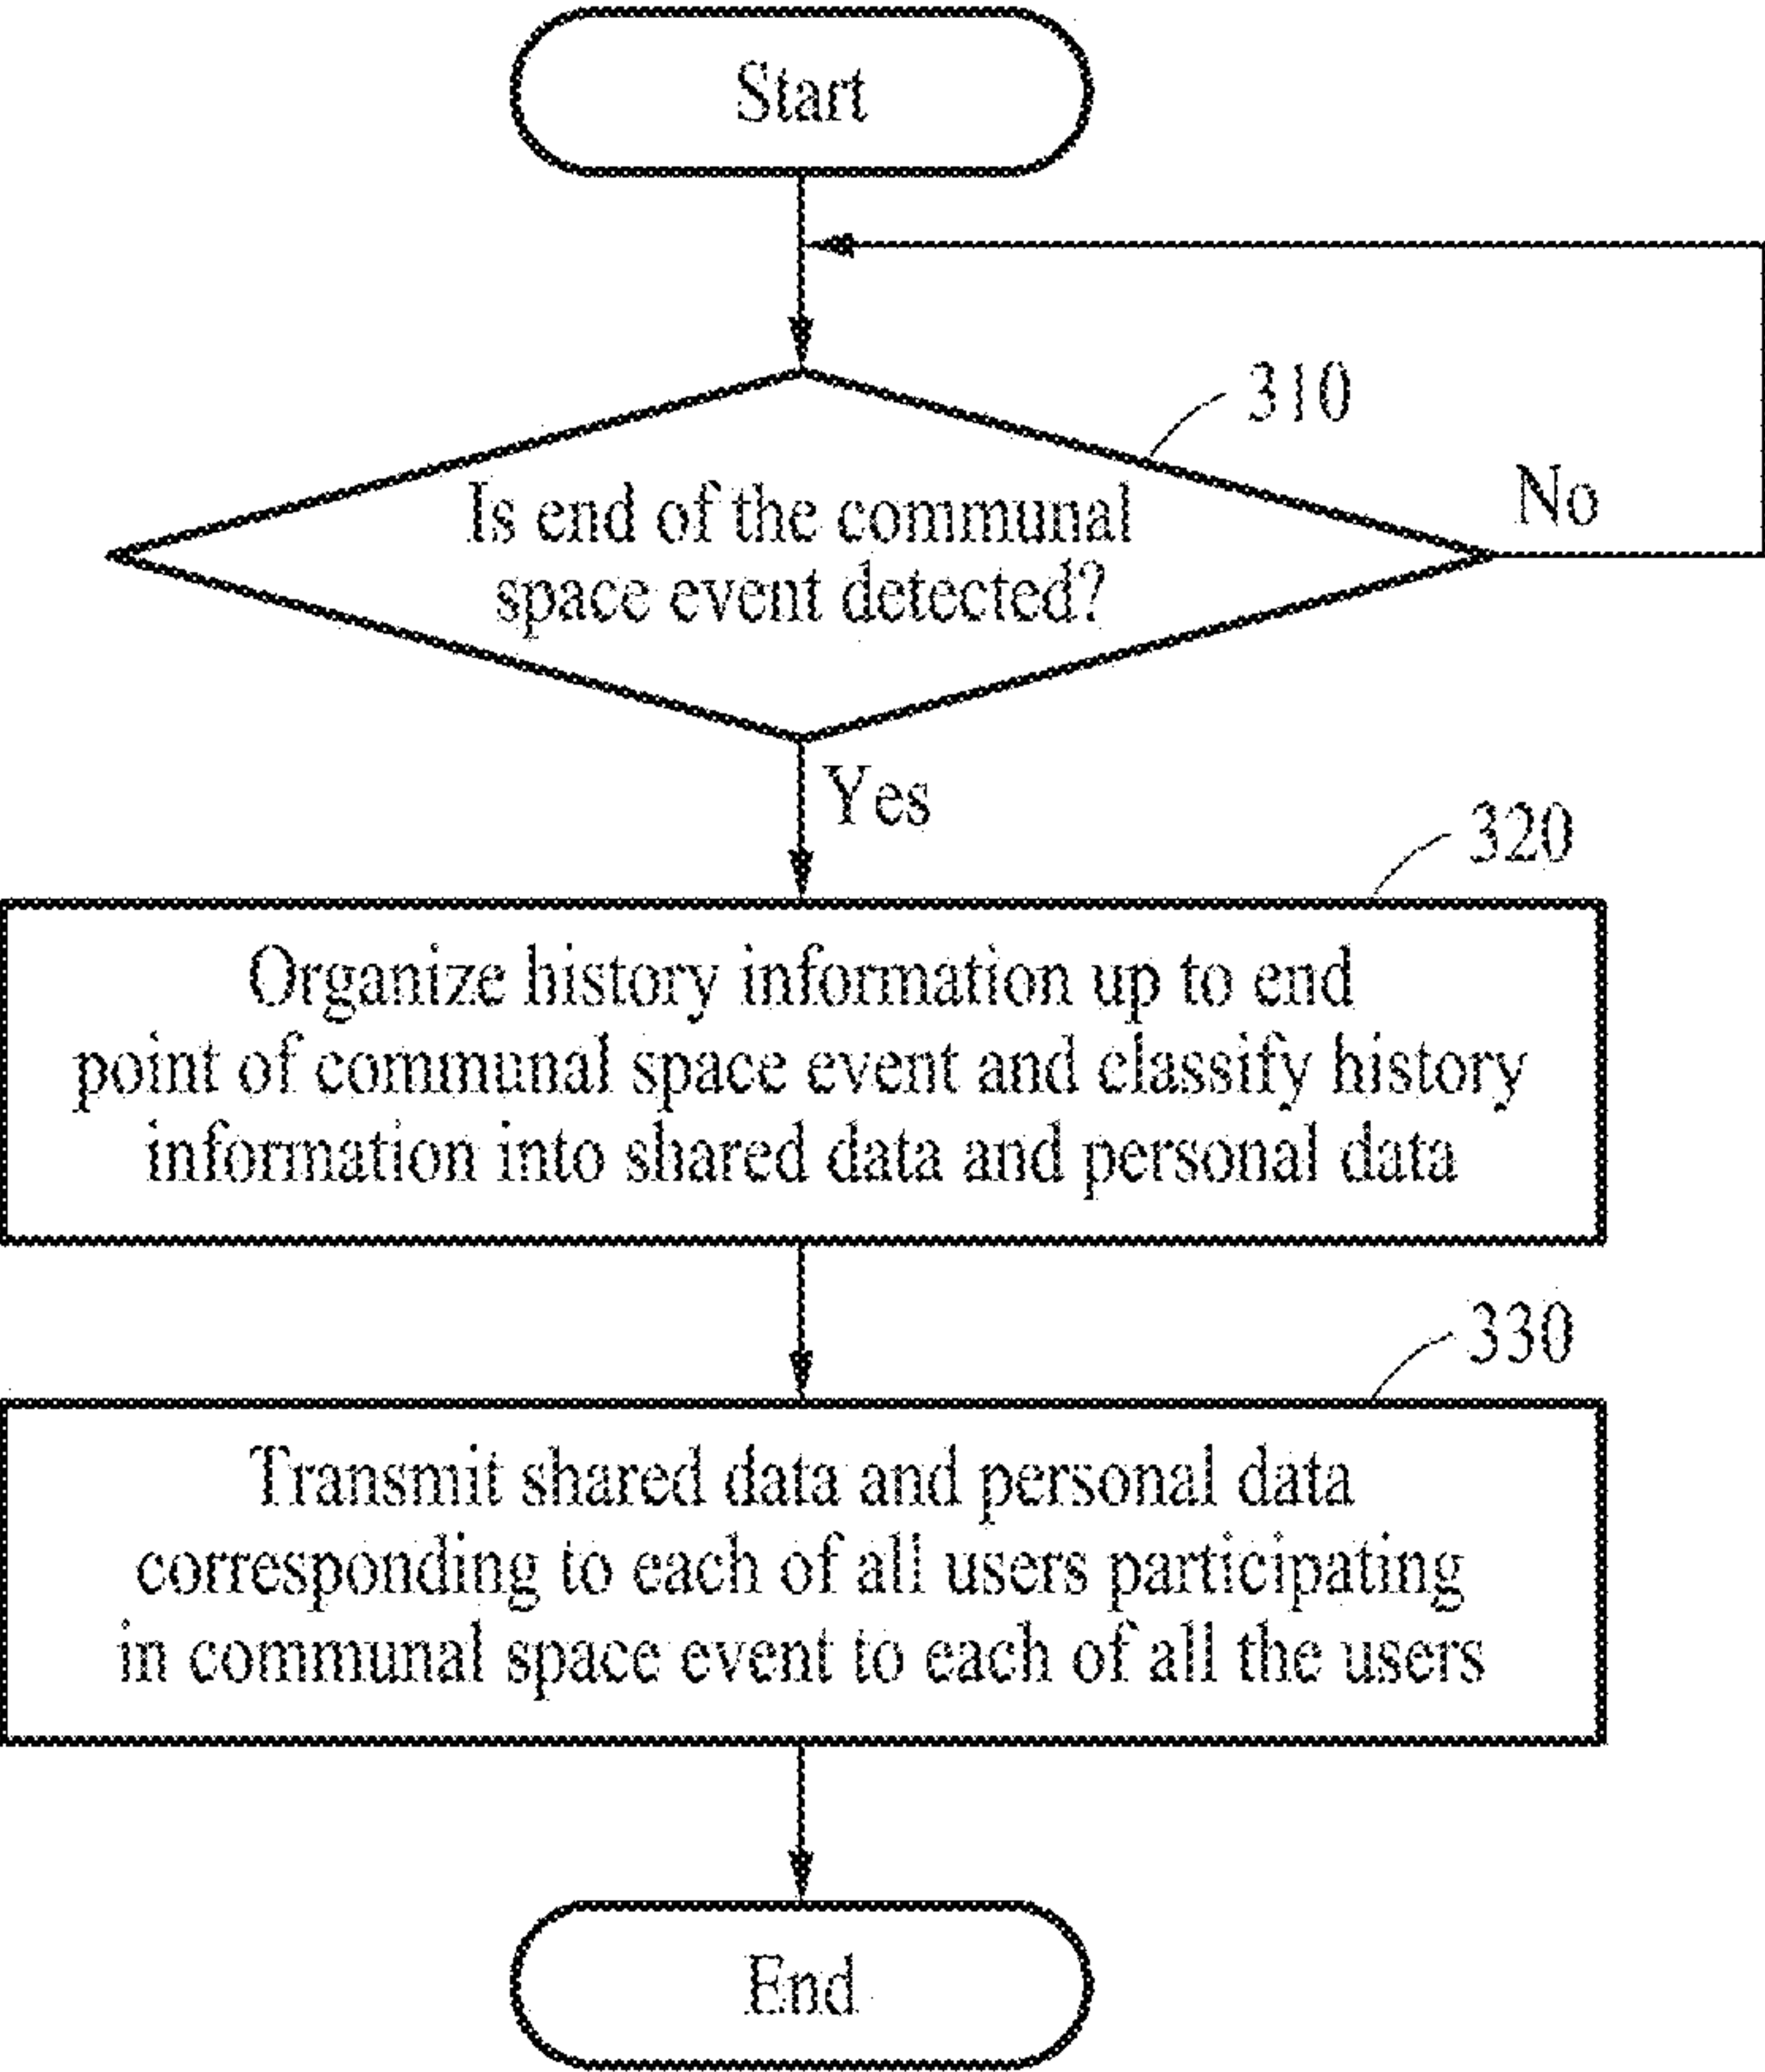 Start
310
Is end of the communal
space event detected?
No
Yes
320
Organize history information up to end
point of communal space event and classify history
information into shared data and personal data
330
Transmit shared data and personal data
corresponding to each of all users participating
in communal space event to each of all the users
End